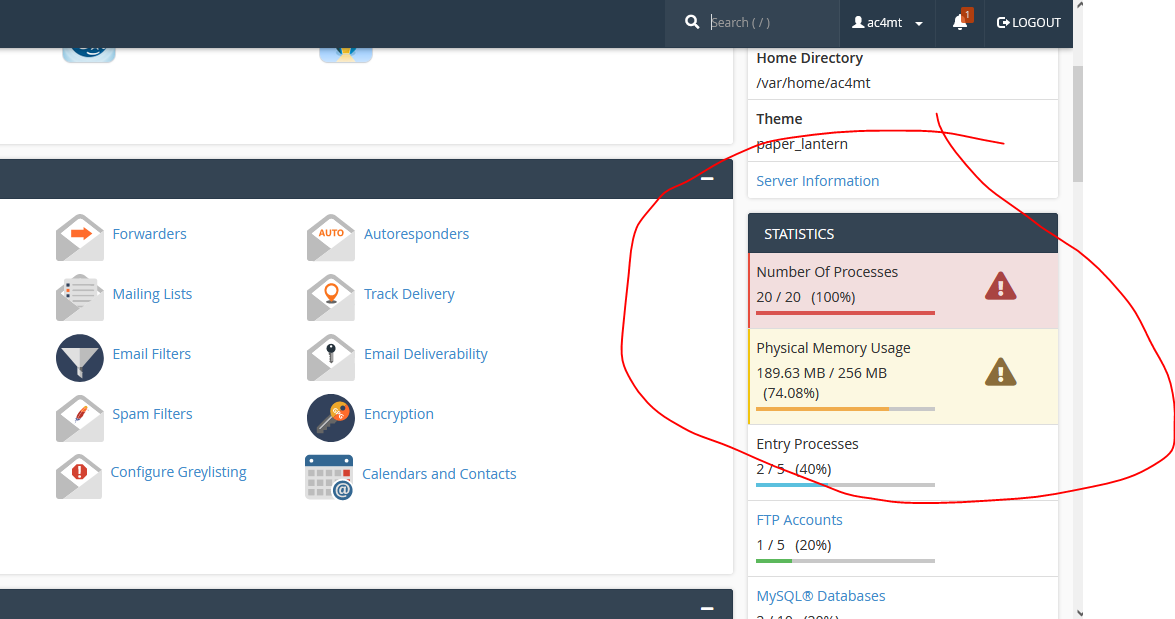 Search ( / )
ac4mt
1
LOGOUT
Home Directory
/var/home/ac4mt
Theme
paper_lantern
Server Information
Forwarders
AUTO
Autoresponders
Mailing Lists
Track Delivery
Email Filters
Email Deliverability
Spam Filters
Encryption
Configure Greylisting
@
Calendars and Contacts
STATISTICS
Number Of Processes
20 / 20 (100%)
Physical Memory Usage
189.63 MB / 256 MB
(74.08%)
Entry Processes
2 / 5 (40%)
FTP Accounts
1 / 5 (20%)
MySQL® Databases